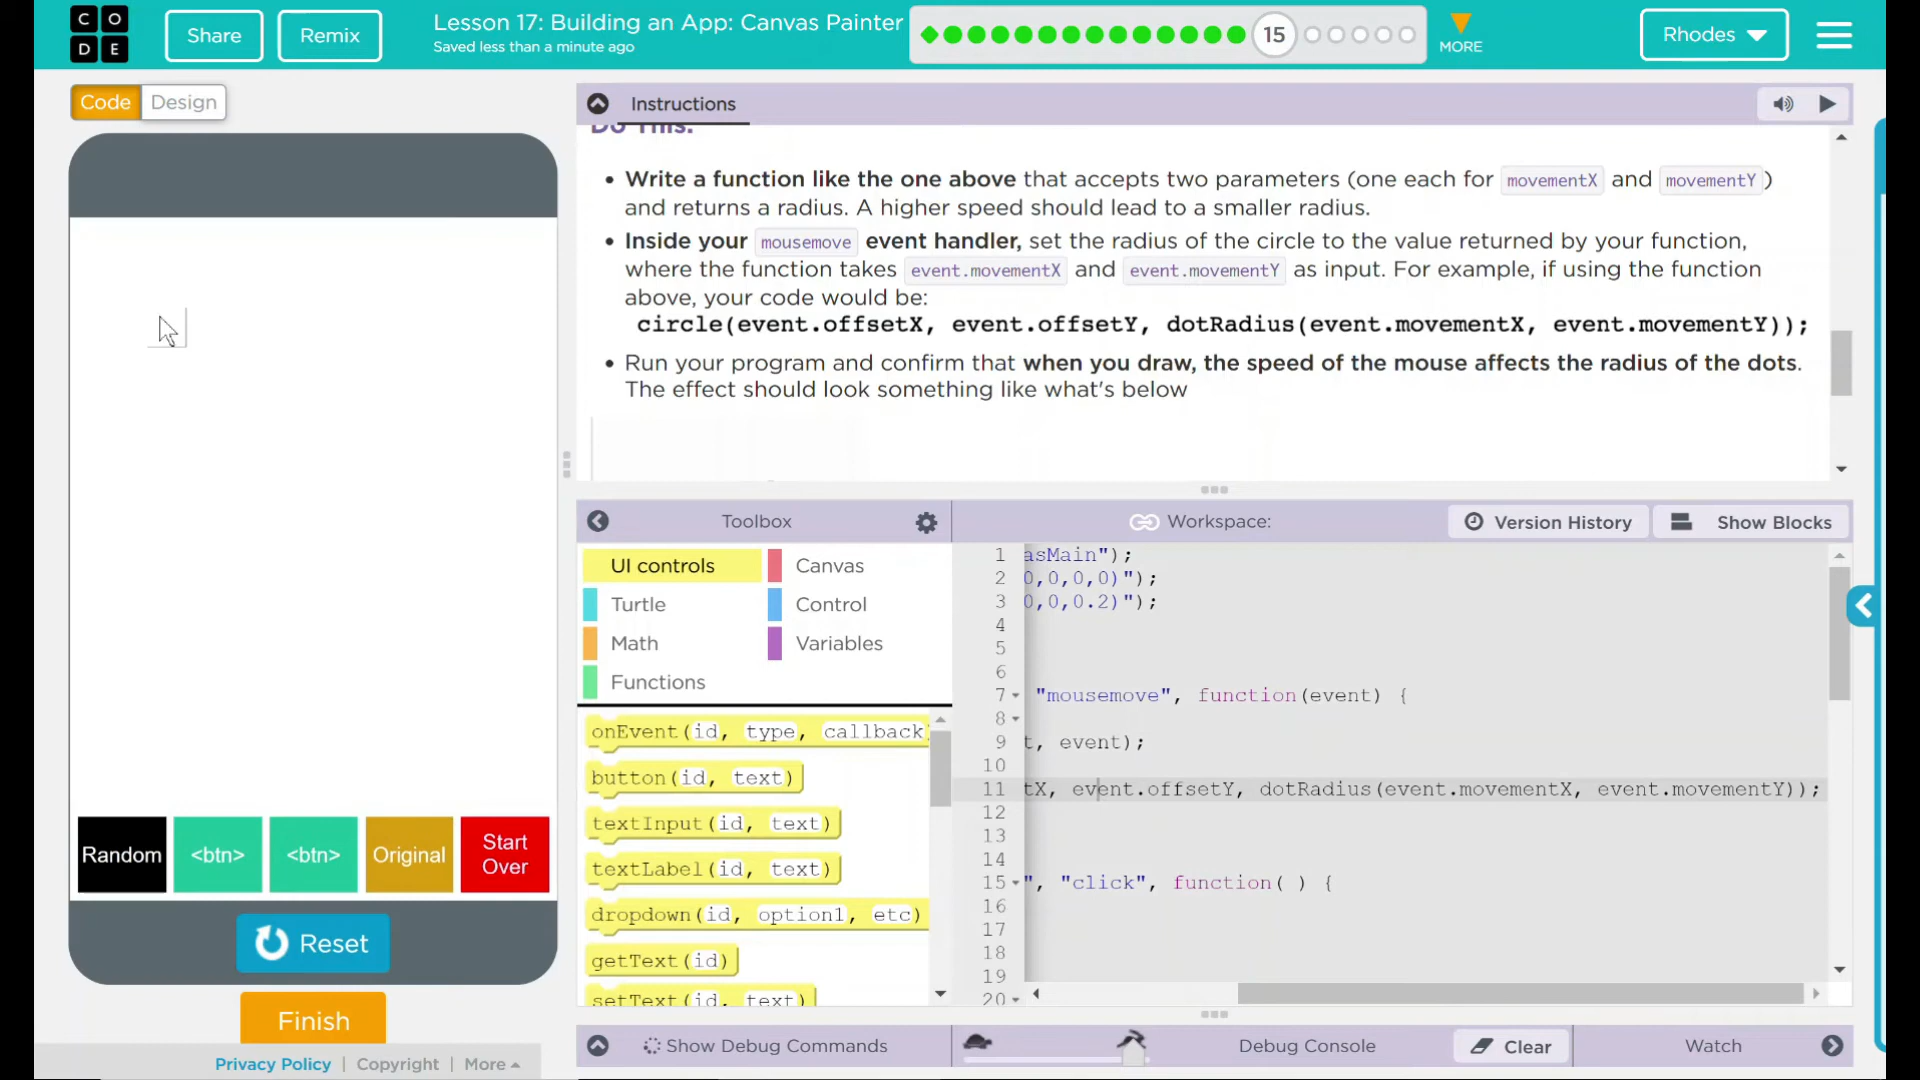 CODE
Share
Remix
Lesson 17: Building an App: Canvas Painter
Saved less than a minute ago
15
MORE
Rhodes
Code
Design
Instructions
Do This:
Write a function like the one above that accepts two parameters (one each for movementX and movementY)
and returns a radius. A higher speed should lead to a smaller radius.
Inside your mousemove event handler, set the radius of the circle to the value returned by your function,
where the function takes event.movementX and event.movementY as input. For example, if using the function
above, your code would be:
circle(event.offsetX, event.offsetY, dotRadius(event.movementX, event.movementY));
Run your program and confirm that when you draw, the speed of the mouse affects the radius of the dots.
The effect should look something like what's below
Toolbox
Workspace:
Version History
Show Blocks
UI controls
Canvas
Turtle
Control
Math
Variables
Functions
onEvent(id, type, callback
button(id, text)
textInput(id, text)
textLabel(id, text)
dropdown(id, option1, etc)
getText(id)
setText(id, text)
1 asMain");
2 0,0,0,0)");
3 0,0,0.2)");
4
5
6
7 "mousemove", function(event) {
8
9 t, event);
10
11 tX, event.offsetY, dotRadius(event.movementX, event.movementY));
12
13
14
15 ", "click", function( ) {
16
17
18
19
20
Random
<btn>
<btn>
Original
Start
Over
Reset
Finish
Privacy Policy | Copyright | More
Show Debug Commands
Debug Console
Clear
Watch